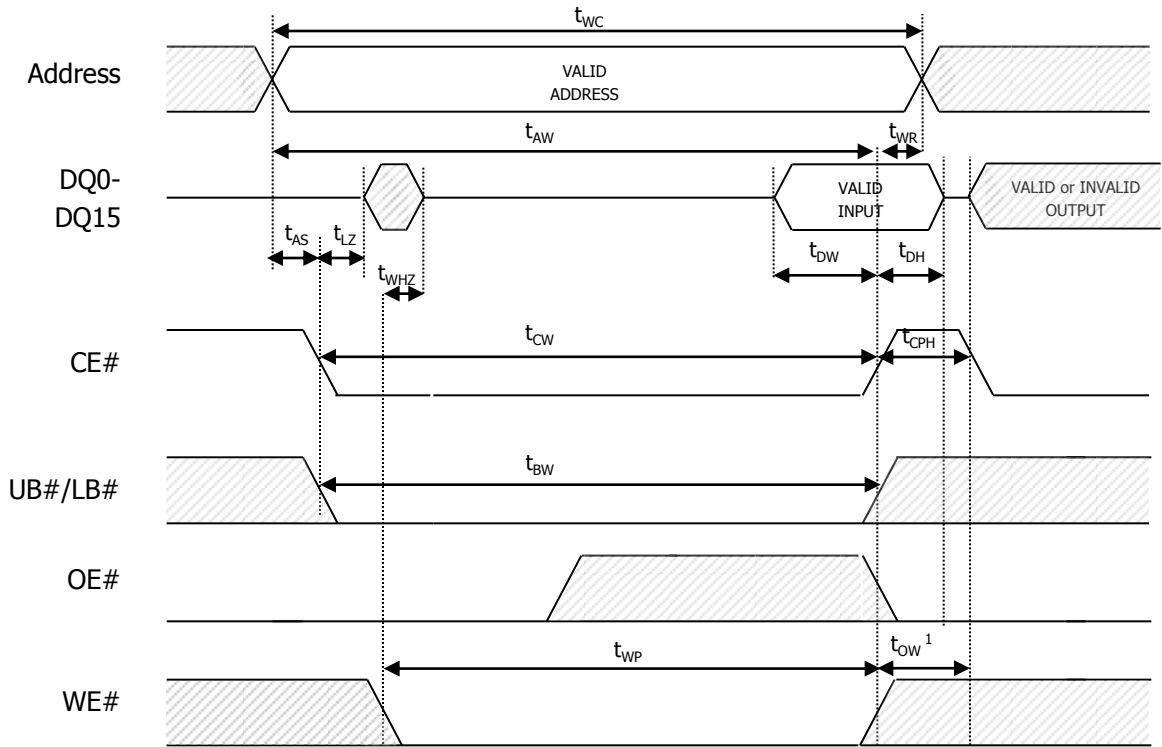 tWC
Address
VALID
ADDRESS
tAW
tWR
DQ0-
DQ15
VALID
INPUT
VALID or INVALID
OUTPUT
tAS
tLZ
tWHZ
tDW
tDH
CE#
tCW
tCPH
UB#/LB#
tBW
OE#
tWP
tOW 1
WE#